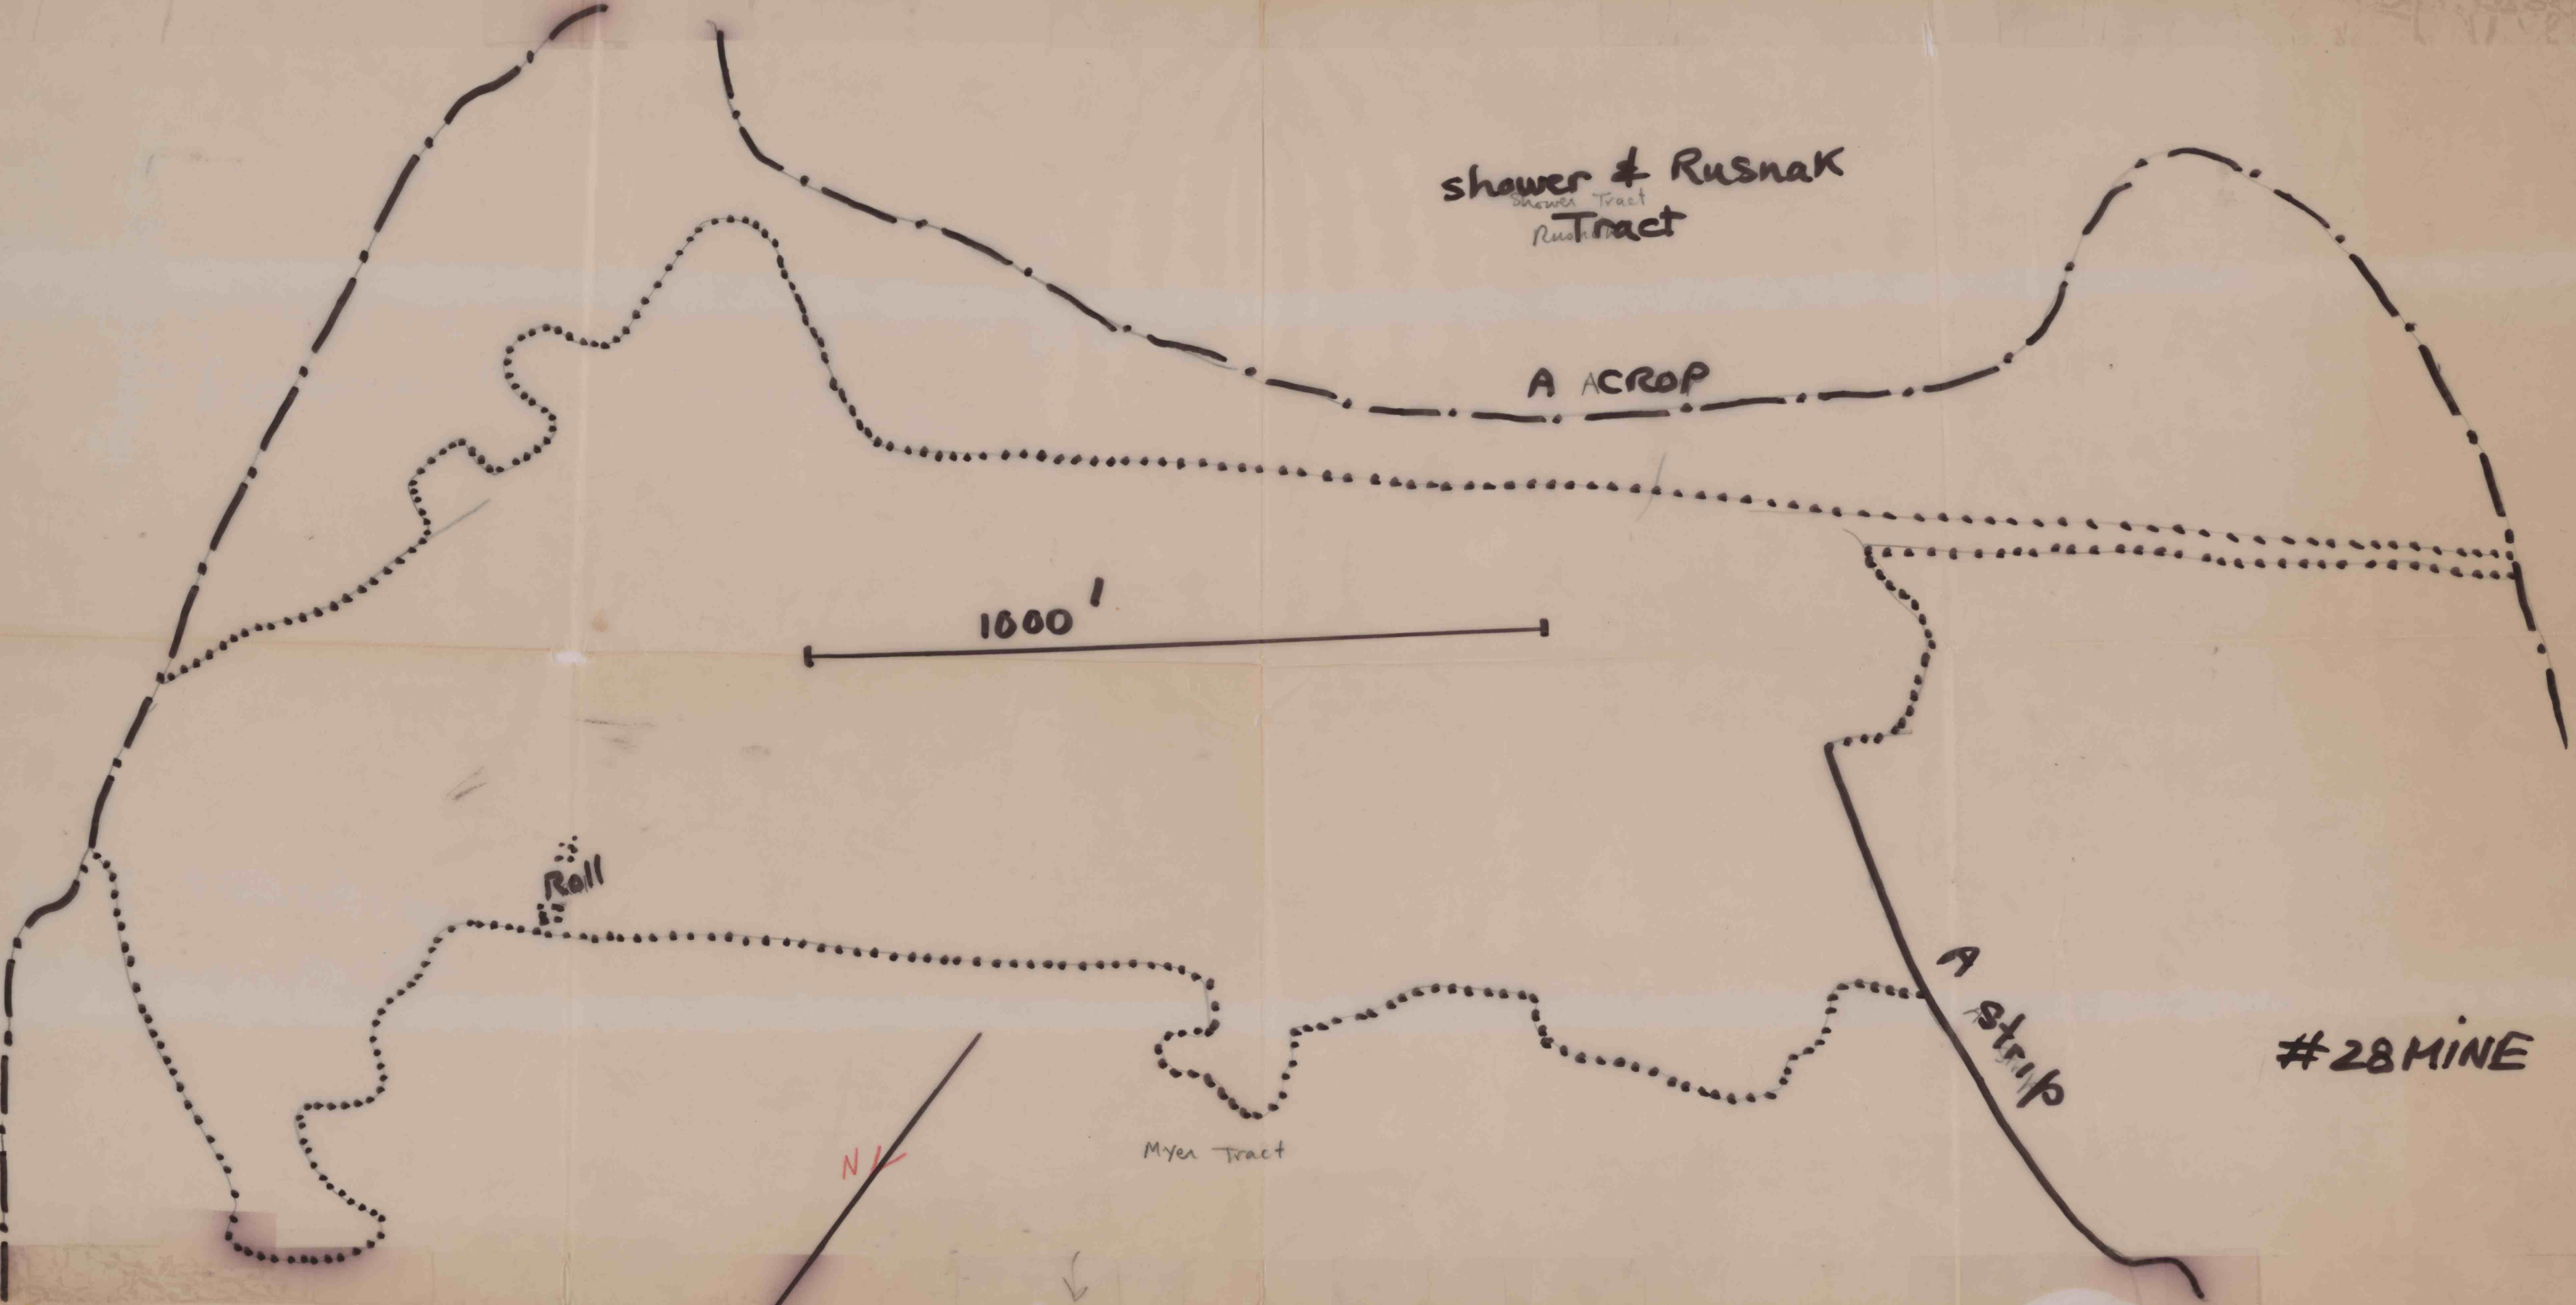 shower & Rusnak
Shower Tract
Tract
A ACROP
1000'
Roll
A
Strip
#28 MiNE
N
Myer Tract